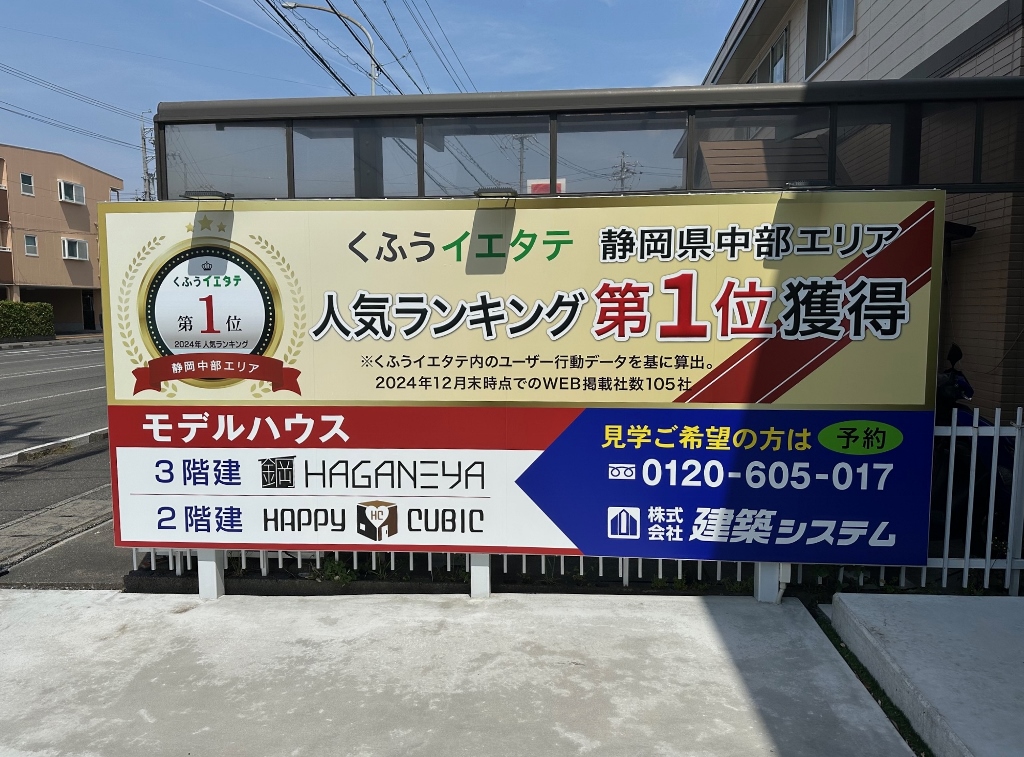 くふうイエタテ
第1位
2024年 人気ランキング
静岡中部エリア
くふうイエタテ 静岡県中部エリア
人気ランキング第1位獲得
※くふうイエタテ内のユーザー行動データを基に算出。
2024年12月末時点でのWEB掲載社数105社
モデルハウス
3階建 鋼 HAGANEYA
2階建 HAPPY HC CUBIC
見学ご希望の方は 予約
0120-605-017
株式会社 建築システム